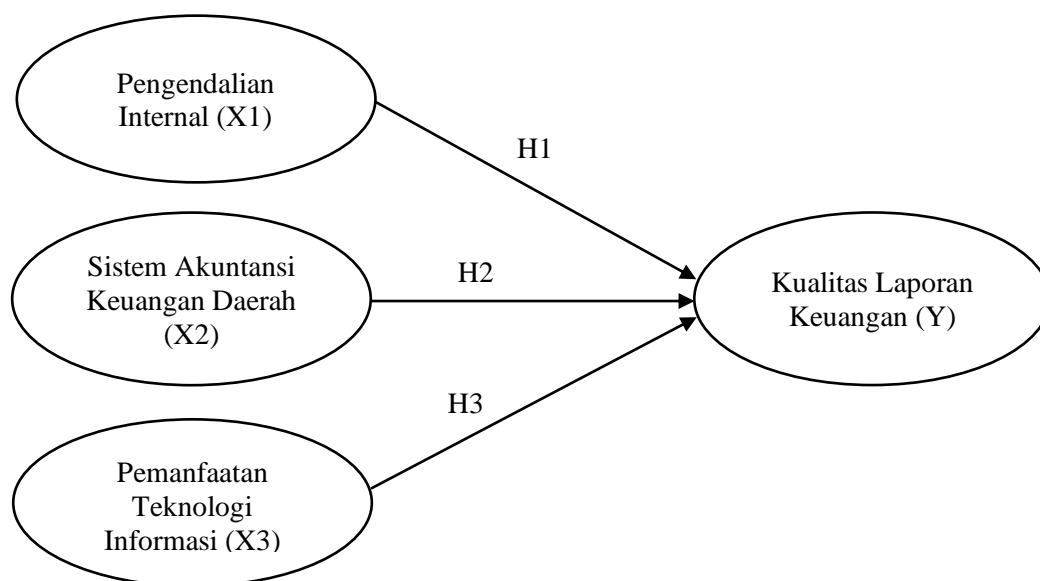 Pengendalian
Internal (X1)
H1
Sistem Akuntansi
Keuangan Daerah
(X2)
H2
Kualitas Laporan
Keuangan (Y)
H3
Pemanfaatan
Teknologi
Informasi (X3)